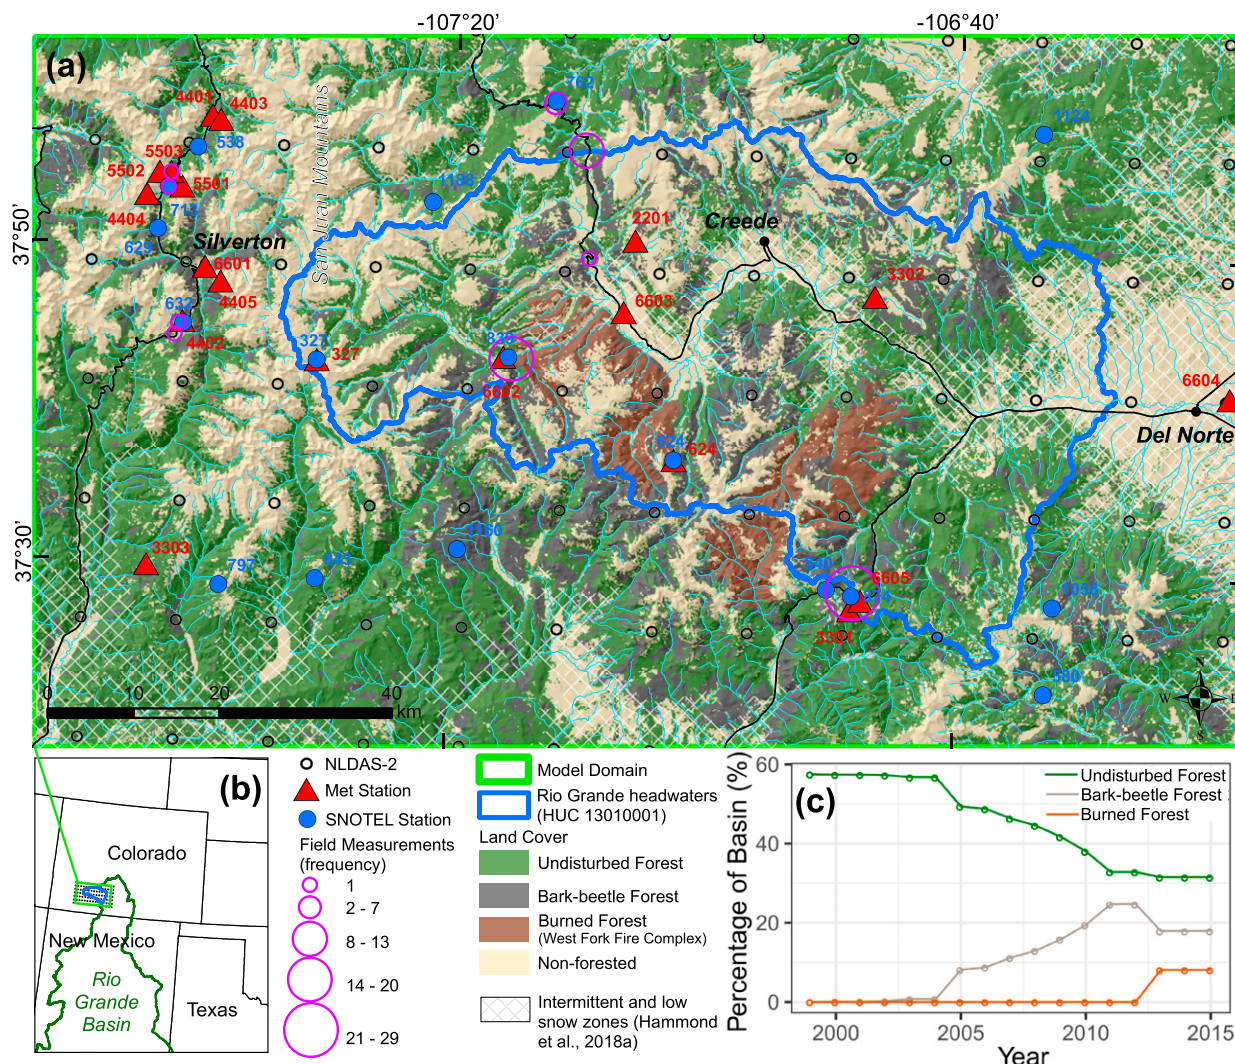 -107°20'
-106°40'
(a)
762
4401
4403
538
1124
5503
5502
5501
713
4404
629
1188
San Juan Mountains
2201
Creede
37°50'
Silverton
6601
4405
3302
632
4402
6603
327
327
839
6602
6604
Del Norte
624
624
37°30'
3303
797
843
1160
840
6605
3301
1058
580
N
W
S
0
10
20
40
km
(b)
Colorado
New Mexico
Rio
Grande
Basin
Texas
NLDAS-2
Met Station
SNOTEL Station
Field Measurements
(frequency)
1
2 - 7
8 - 13
14 - 20
21 - 29
Model Domain
Rio Grande headwaters
(HUC 13010001)
Land Cover
Undisturbed Forest
Bark-beetle Forest
Burned Forest
(West Fork Fire Complex)
Non-forested
Intermittent and low
snow zones (Hammond
et al., 2018a)
(c)
Undisturbed Forest
Bark-beetle Forest
Burned Forest
Percentage of Basin (%)
60
40
20
0
2000
2005
2010
2015
Year